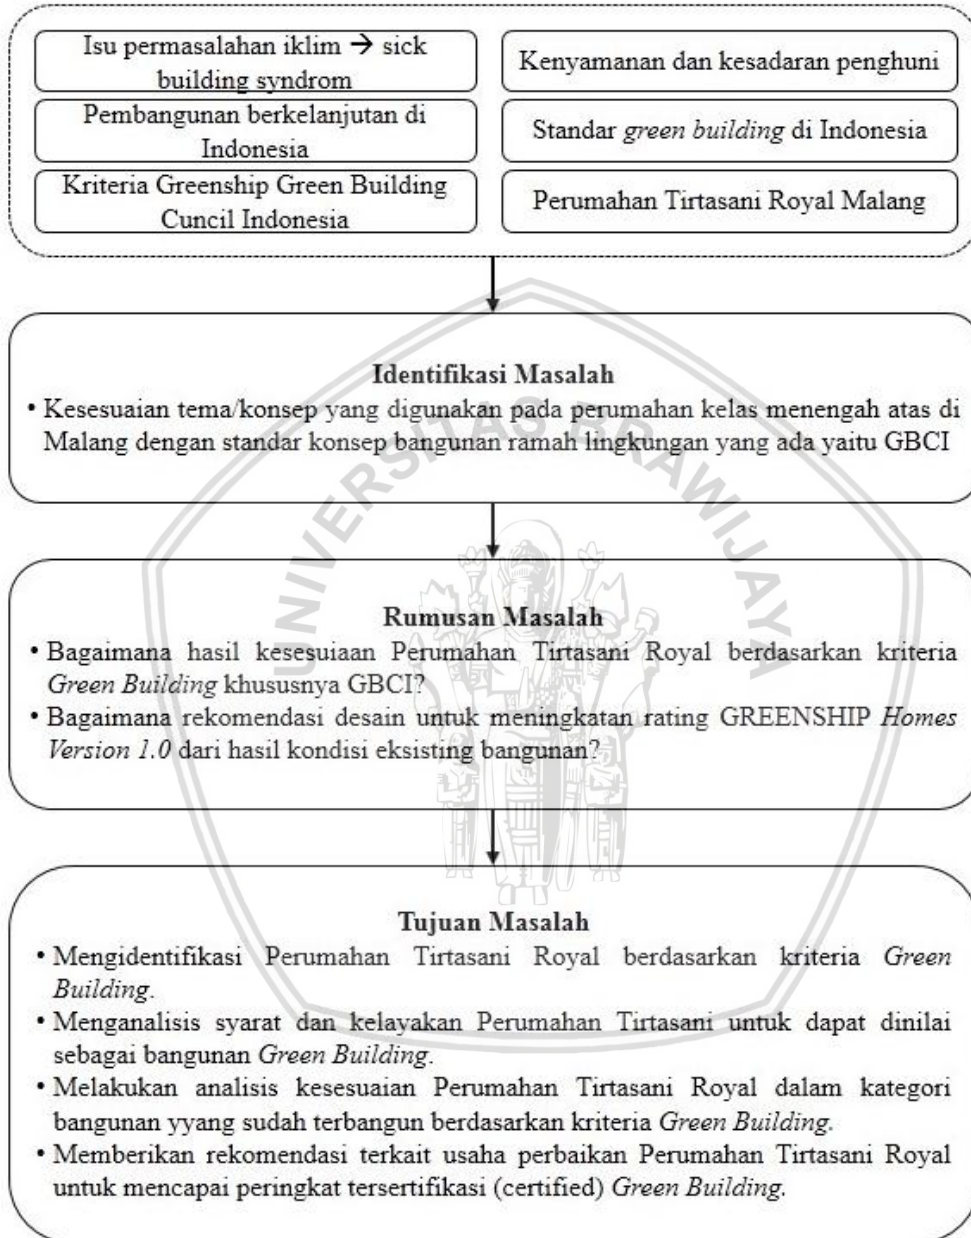 Isu permasalahan iklim → sick
building syndrom
Kenyamanan dan kesadaran penghuni
Pembangunan berkelanjutan di
Indonesia
Standar green building di Indonesia
Kriteria Greenship Green Building
Cuncil Indonesia
Perumahan Tirtasani Royal Malang
Identifikasi Masalah
• Kesesuaian tema/konsep yang digunakan pada perumahan kelas menengah atas di
Malang dengan standar konsep bangunan ramah lingkungan yang ada yaitu GBCI
Rumusan Masalah
• Bagaimana hasil kesesuiaan Perumahan Tirtasani Royal berdasarkan kriteria
Green Building khususnya GBCI?
• Bagaimana rekomendasi desain untuk meningkatan rating GREENSHIP Homes
Version 1.0 dari hasil kondisi eksisting bangunan?
Tujuan Masalah
• Mengidentifikasi Perumahan Tirtasani Royal berdasarkan kriteria Green
Building.
• Menganalisis syarat dan kelayakan Perumahan Tirtasani untuk dapat dinilai
sebagai bangunan Green Building.
• Melakukan analisis kesesuaian Perumahan Tirtasani Royal dalam kategori
bangunan yyang sudah terbangun berdasarkan kriteria Green Building.
• Memberikan rekomendasi terkait usaha perbaikan Perumahan Tirtasani Royal
untuk mencapai peringkat tersertifikasi (certified) Green Building.
UNIVERSITAS BRAWIJAYA